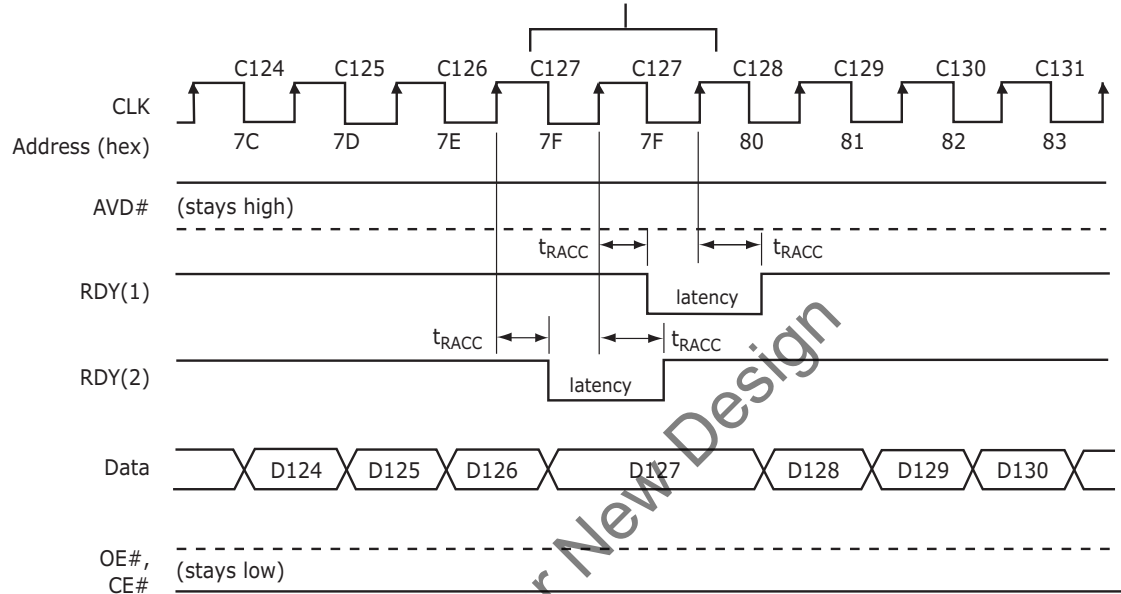 C124 C125 C126 C127 C127 C128 C129 C130 C131
CLK
Address (hex) 7C 7D 7E 7F 7F 80 81 82 83
AVD# (stays high)
tRACC tRACC
RDY(1) latency
tRACC tRACC
RDY(2) latency
Data D124 D125 D126 D127 D128 D129 D130
OE#,
CE# (stays low)
New Design